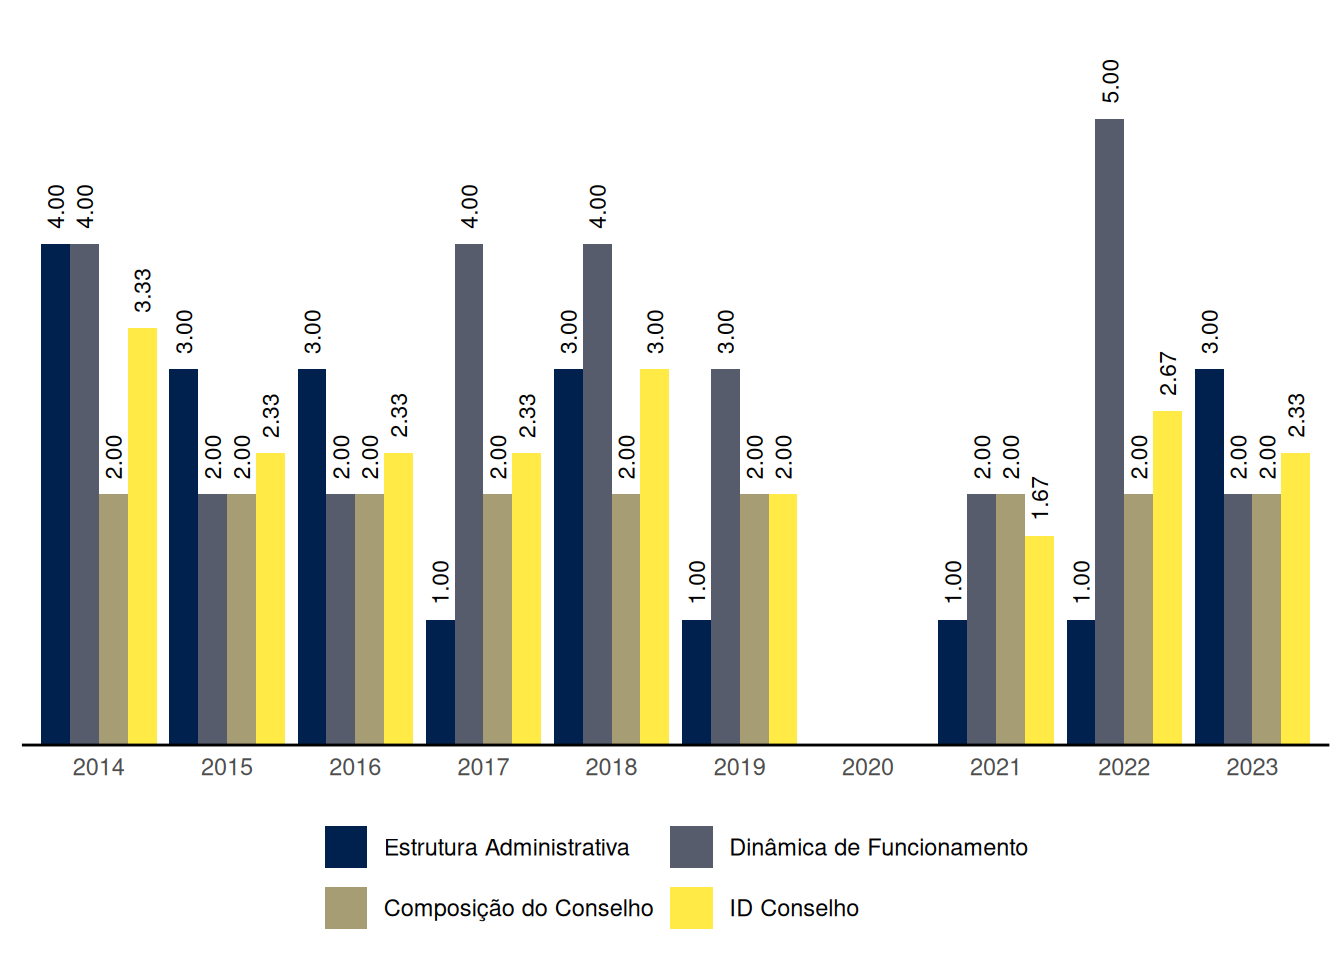 5.00
4.00 4.00 4.00 4.00
3.33 3.00 3.00 3.00 3.00 3.00 3.00
2.67
2.00 2.00 2.00 2.33 2.00 2.00 2.33 2.00 2.33 2.00 2.00 2.00 2.00 2.00 2.00 2.00 2.00 2.33
1.67
1.00 1.00 1.00 1.00
2014 2015 2016 2017 2018 2019 2020 2021 2022 2023
Estrutura Administrativa Dinâmica de Funcionamento
Composição do Conselho ID Conselho